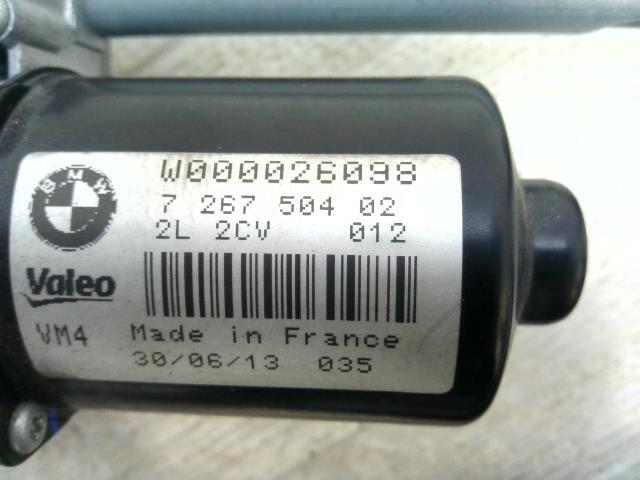 W000026098
7 267 504 02
2L 2CV 012
BMW
Valeo
VM4
Made in France
30/06/13 035